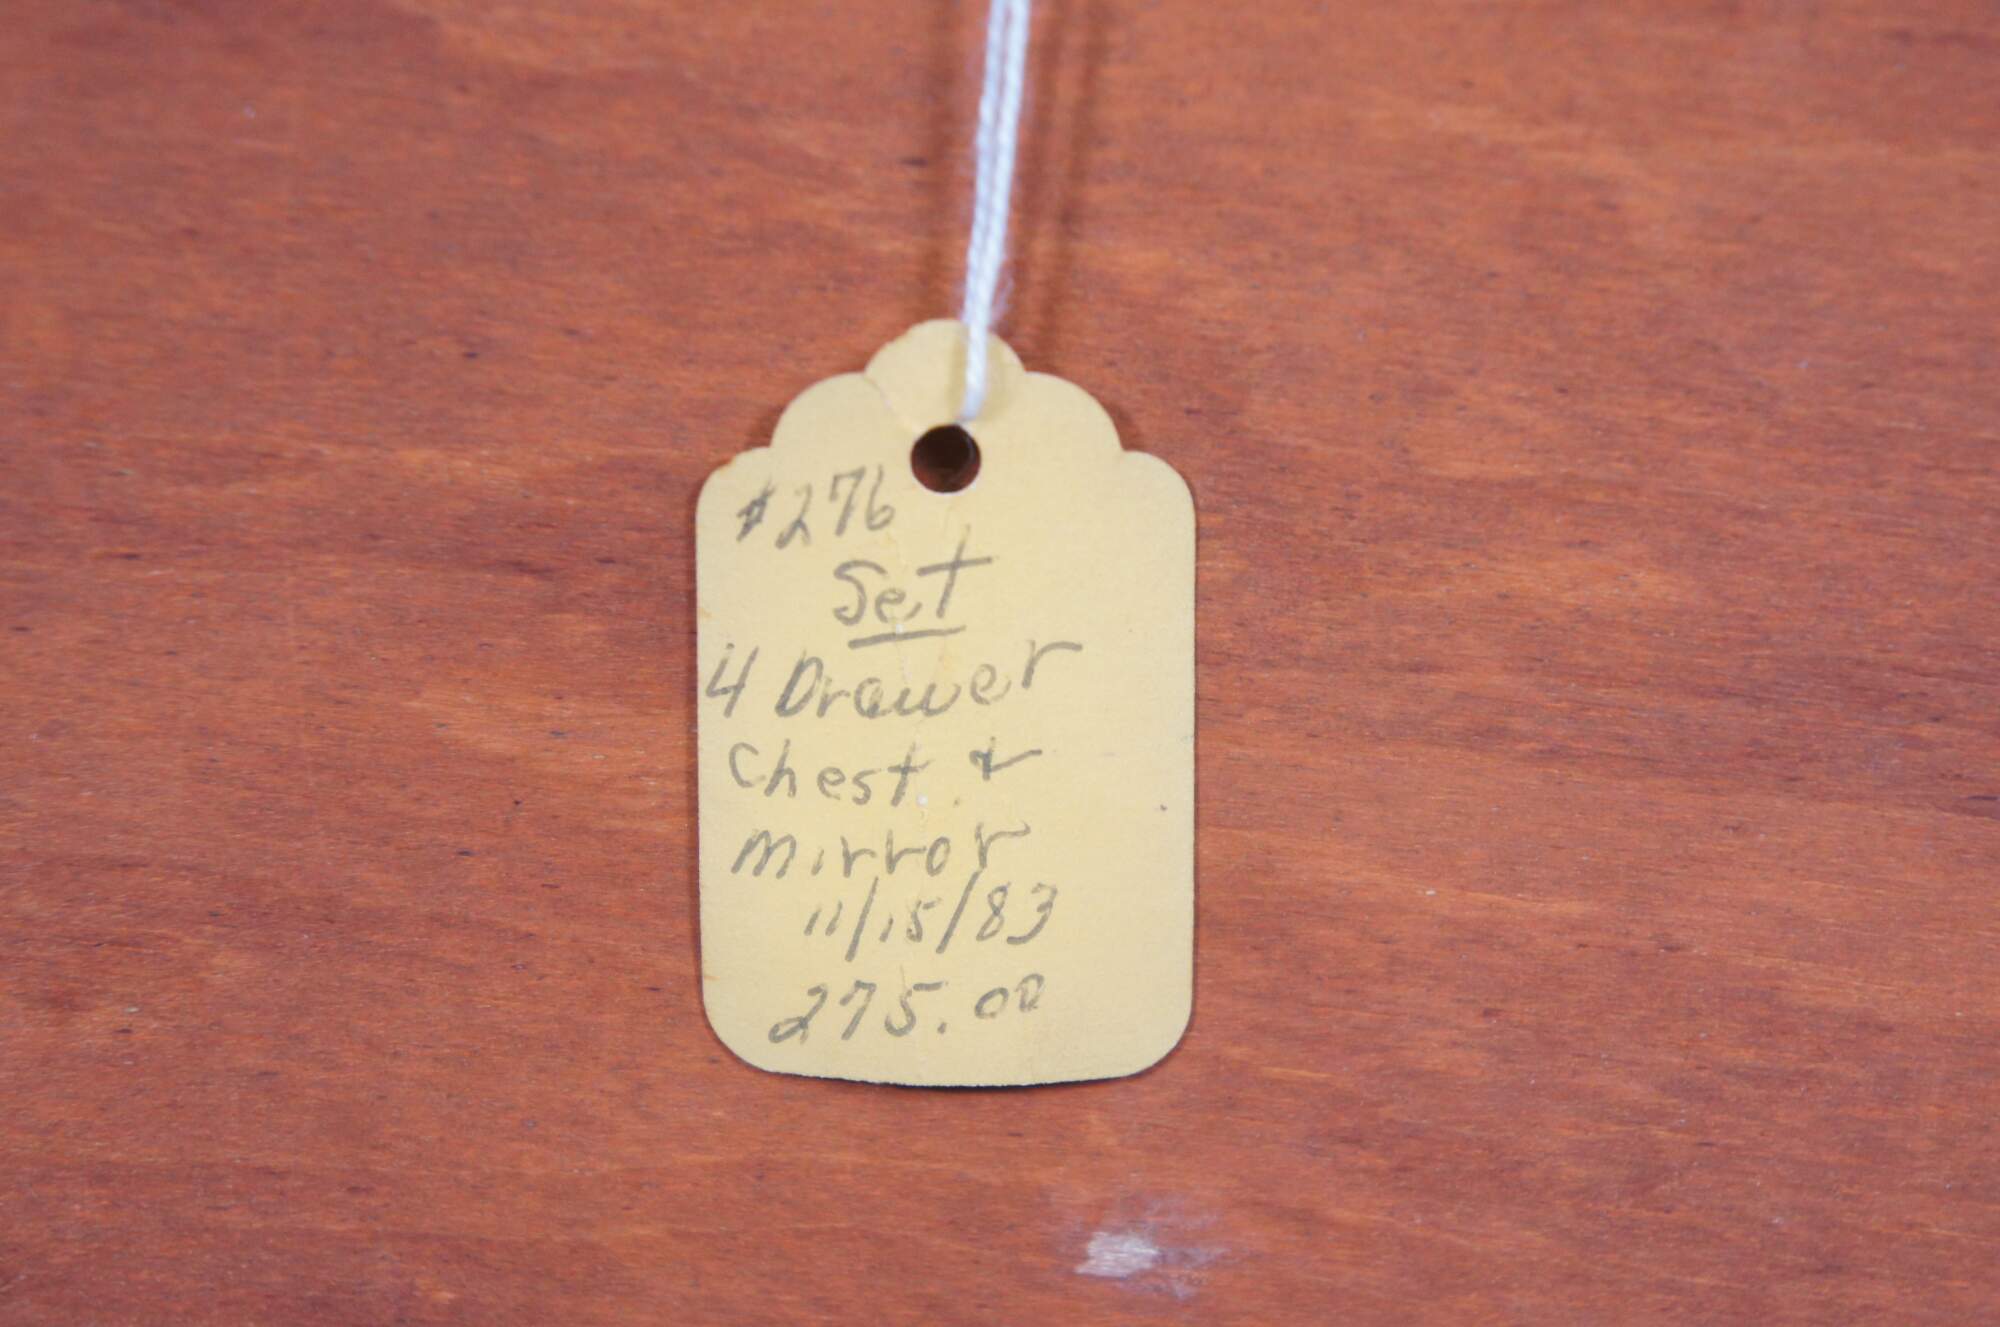 #276
Set
4 Drawer
Chest &
Mirror
11/15/83
275.00